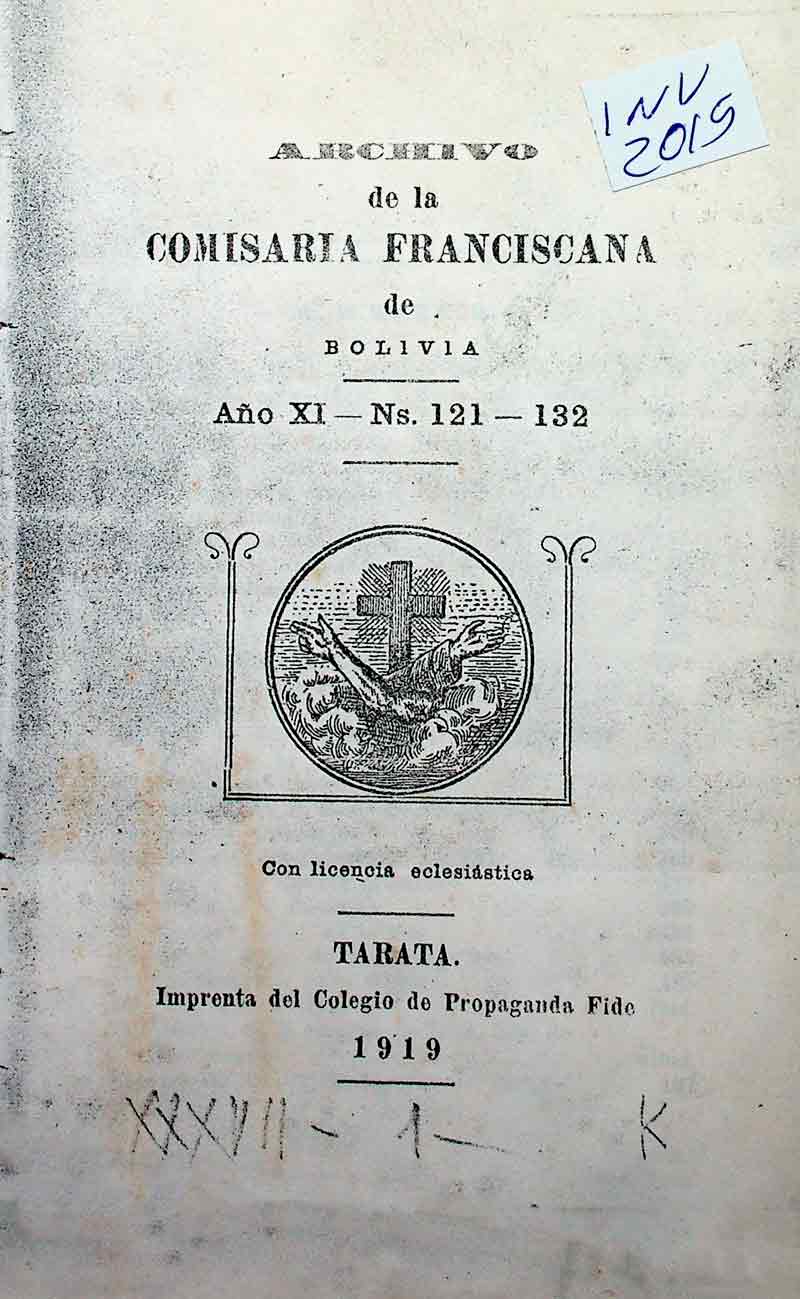 INV
2019
ARCHIVO
de la
COMISARIA FRANCISCANA
de
BOLIVIA
Año XI — Ns. 121 — 132
Con licencia eclesiástica
TARATA.
Imprenta del Colegio de Propaganda Fide
1919
XXXVII - 1 - K